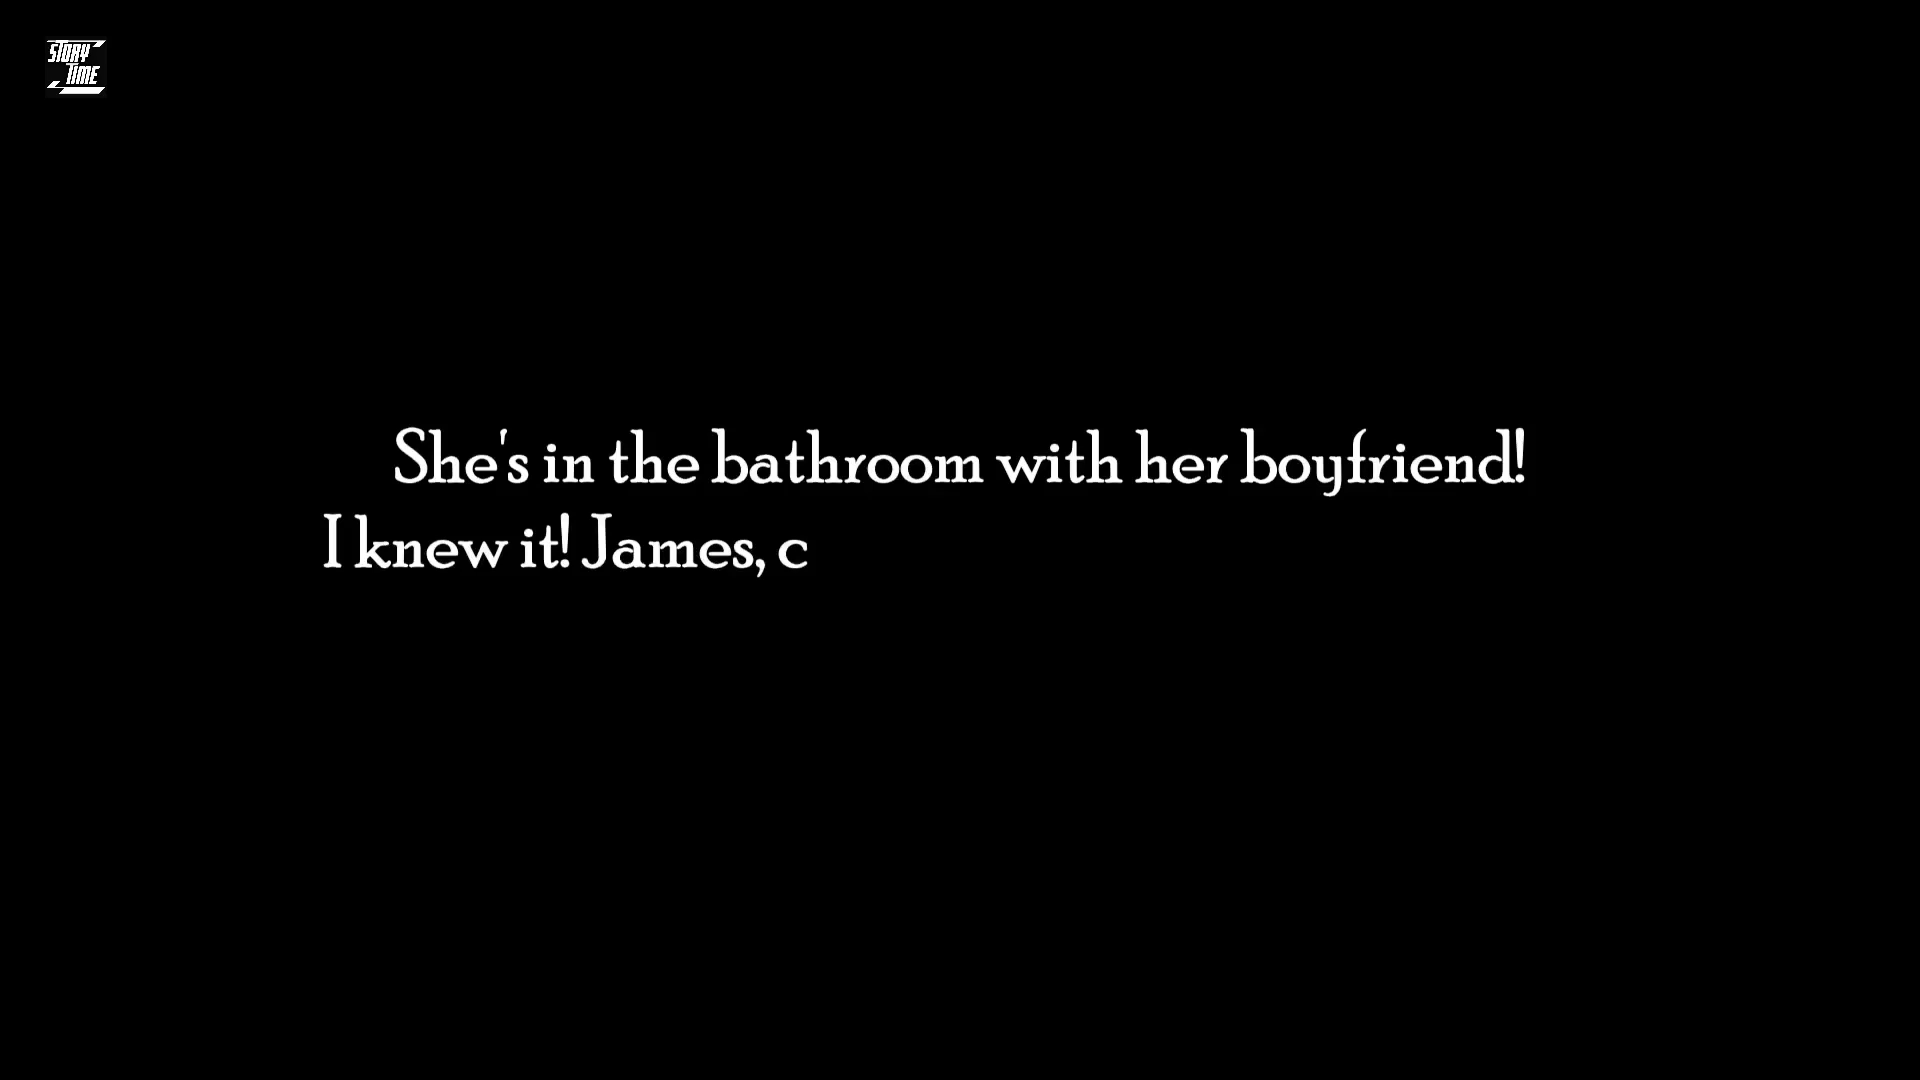 STORY
TIME
She's in the bathroom with her boyfriend!
I knew it! James, c